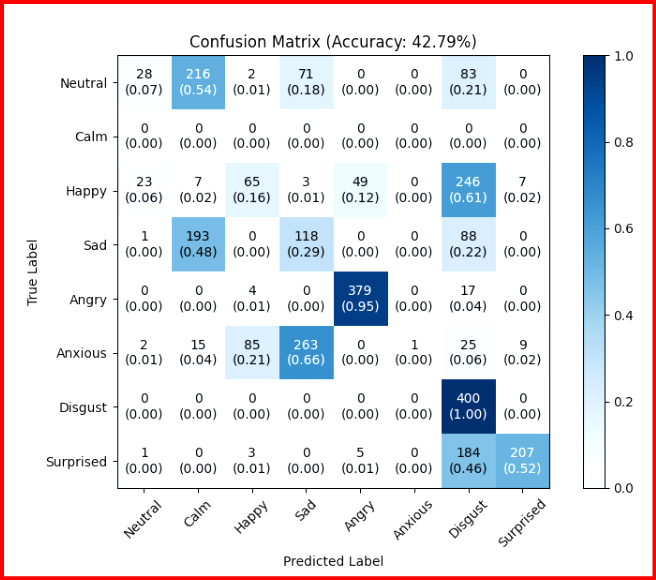 Confusion Matrix (Accuracy: 42.79%)
Neutral 28 216 2 71 0 0 83 0
(0.07) (0.54) (0.01) (0.18) (0.00) (0.00) (0.21) (0.00)
Calm 0 0 0 0 0 0 0 0
(0.00) (0.00) (0.00) (0.00) (0.00) (0.00) (0.00) (0.00)
Happy 23 7 65 3 49 0 246 7
(0.06) (0.02) (0.16) (0.01) (0.12) (0.00) (0.61) (0.02)
Sad 1 193 0 118 0 0 88 0
(0.00) (0.48) (0.00) (0.29) (0.00) (0.00) (0.22) (0.00)
Angry 0 0 4 0 379 0 17 0
(0.00) (0.00) (0.01) (0.00) (0.95) (0.00) (0.04) (0.00)
Anxious 2 15 85 263 0 1 25 9
(0.01) (0.04) (0.21) (0.66) (0.00) (0.00) (0.06) (0.02)
Disgust 0 0 0 0 0 0 400 0
(0.00) (0.00) (0.00) (0.00) (0.00) (0.00) (1.00) (0.00)
Surprised 1 0 3 0 5 0 184 207
(0.00) (0.00) (0.01) (0.00) (0.01) (0.00) (0.46) (0.52)
True Label
Neutral Calm Happy Sad Angry Anxious Disgust Surprised
Predicted Label
1.0
0.8
0.6
0.4
0.2
0.0